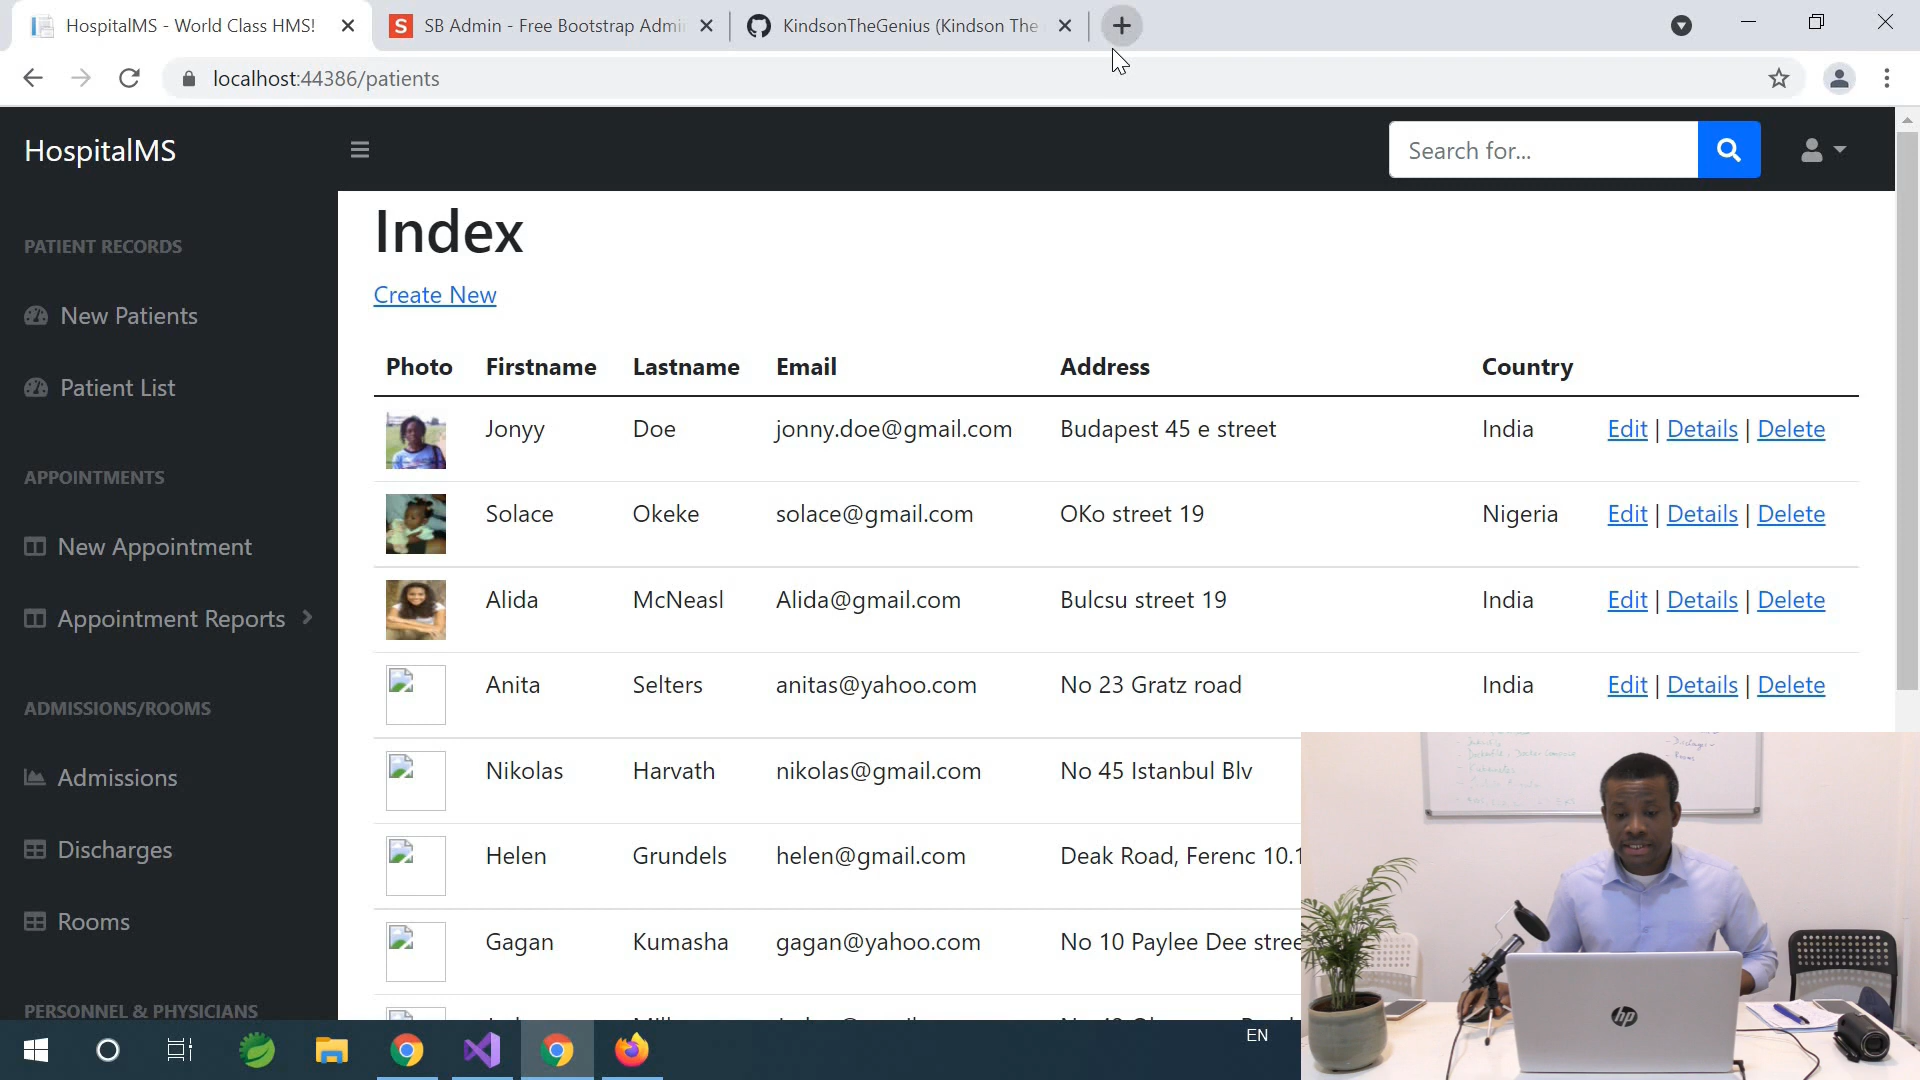 HospitalMS - World Class HMS!
SB Admin - Free Bootstrap Admi
KindsonTheGenius (Kindson The
localhost:44386/patients
HospitalMS
Search for...
PATIENT RECORDS
New Patients
Patient List
APPOINTMENTS
New Appointment
Appointment Reports
ADMISSIONS/ROOMS
Admissions
Discharges
Rooms
PERSONNEL & PHYSICIANS
Index
Create New
Photo Firstname Lastname Email Address Country
Jonyy Doe jonny.doe@gmail.com Budapest 45 e street India Edit | Details | Delete
Solace Okeke solace@gmail.com OKo street 19 Nigeria Edit | Details | Delete
Alida McNeasl Alida@gmail.com Bulcsu street 19 India Edit | Details | Delete
Anita Selters anitas@yahoo.com No 23 Gratz road India Edit | Details | Delete
Nikolas Harvath nikolas@gmail.com No 45 Istanbul Blv
Helen Grundels helen@gmail.com Deak Road, Ferenc 10.1
Gagan Kumasha gagan@yahoo.com No 10 Paylee Dee stree
EN
hp